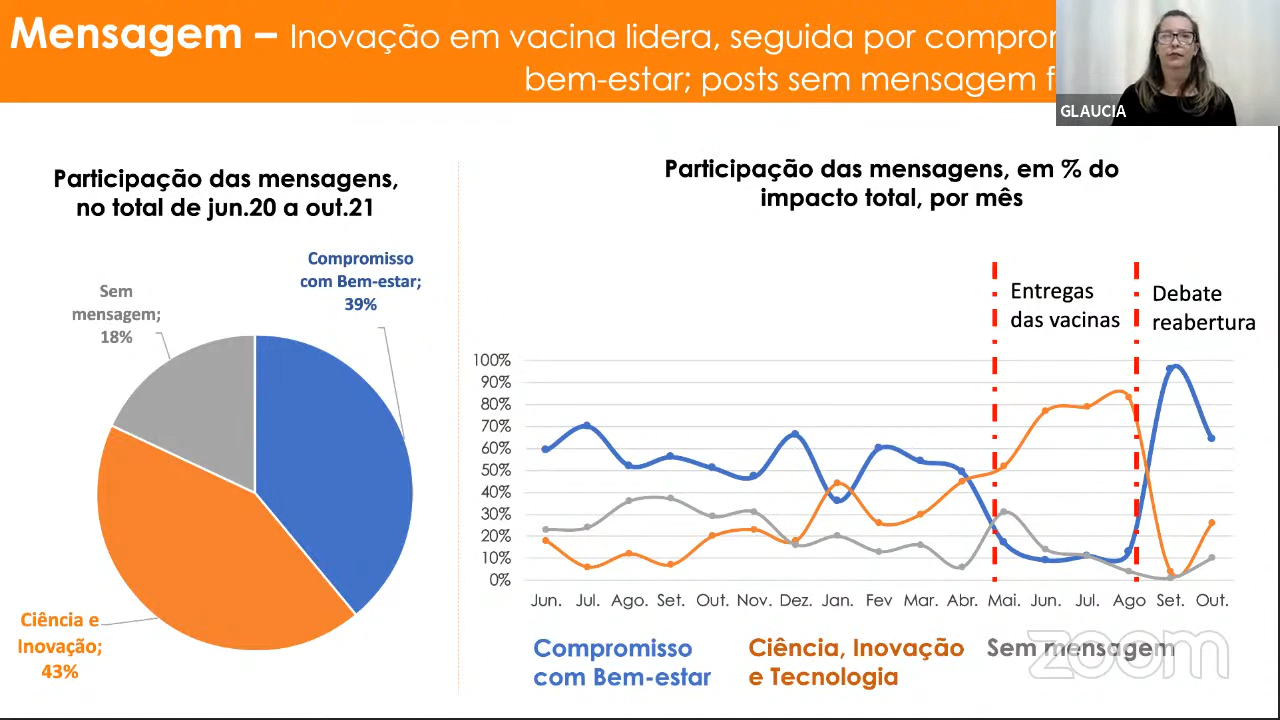 Mensagem – Inovação em vacina lidera, seguida por
bem-estar; posts sem mensagem
GLAUCIA
Participação das mensagens,
no total de jun.20 a out.21
Compromisso
com Bem-estar;
39%
Sem
mensagem;
18%
Ciência e
Inovação;
43%
Participação das mensagens, em % do
impacto total, por mês
Entregas
das vacinas
Debate
reabertura
100%
90%
80%
70%
60%
50%
40%
30%
20%
10%
0%
Jun. Jul. Ago. Set. Out. Nov. Dez. Jan. Fev Mar. Abr. Mai. Jun. Jul. Ago Set. Out.
Compromisso
com Bem-estar
Ciência, Inovação
e Tecnologia
Sem mensagem
zoom